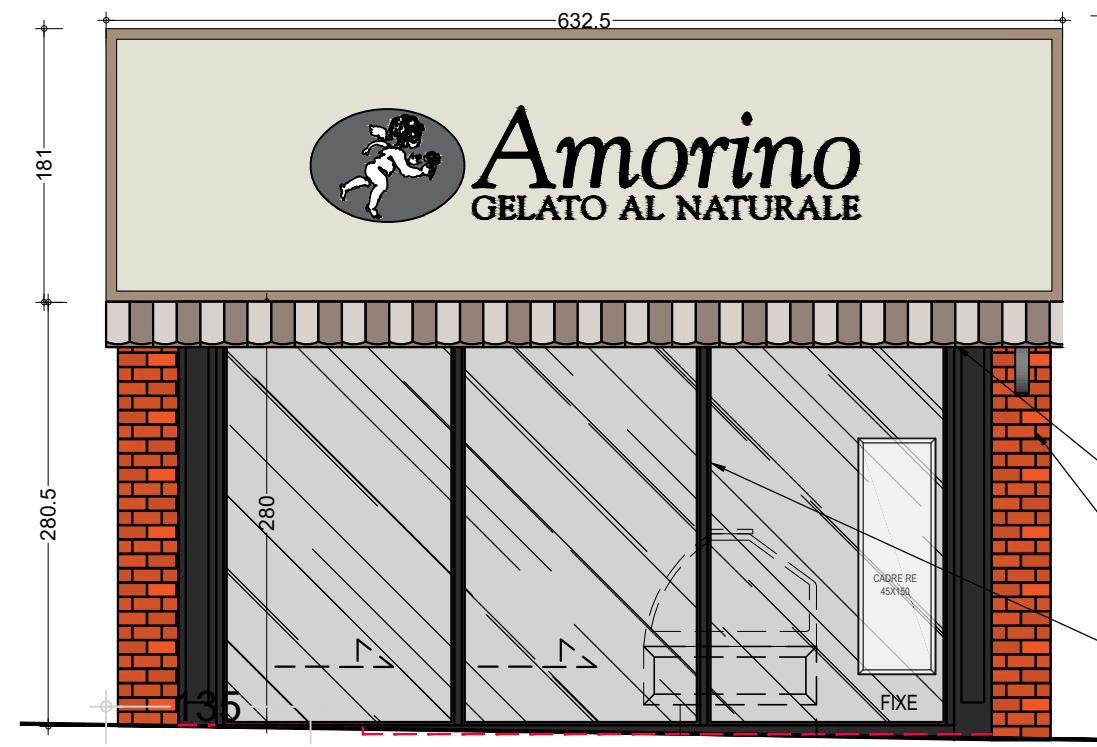 632.5
181
Amorino
GELATO AL NATURALE
280.5
280
CADRE RE
45X150
FIXE
135